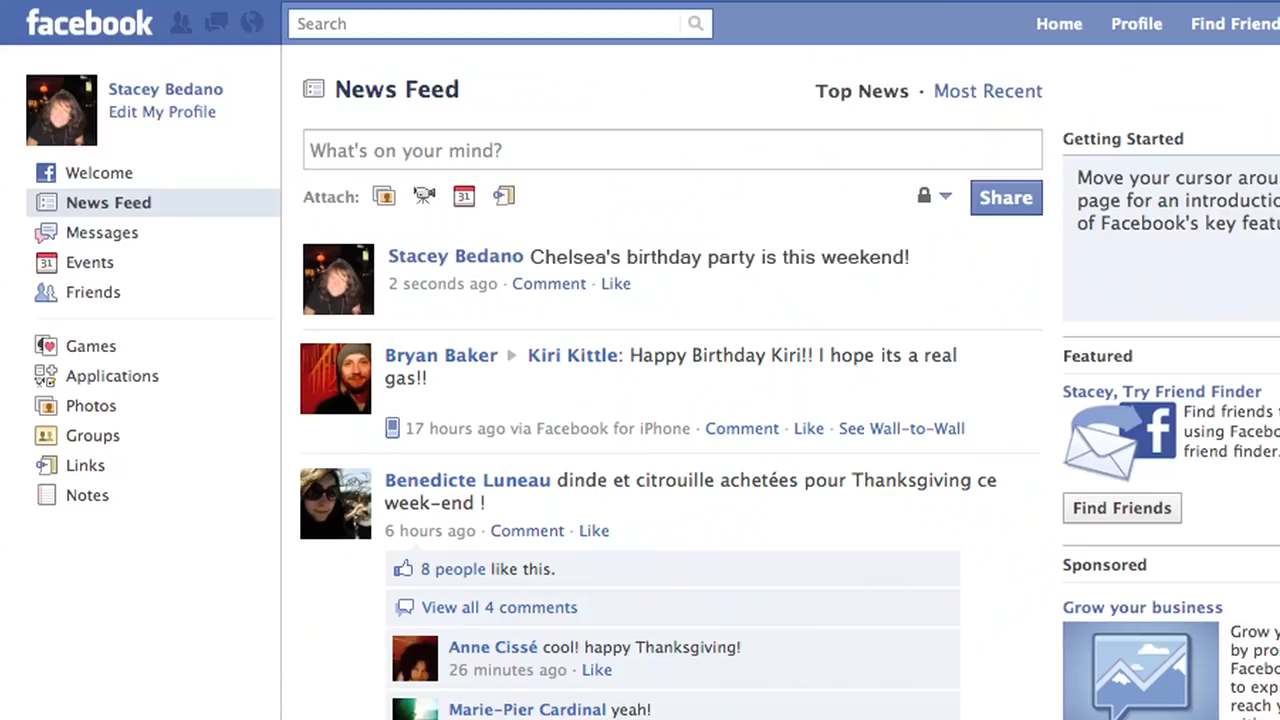 facebook
Search
Home Profile Find Friend
Stacey Bedano
Edit My Profile
Welcome
News Feed
Messages
31 Events
Friends
Games
Applications
Photos
Groups
Links
Notes
News Feed
Top News · Most Recent
What's on your mind?
Attach: 31
Share
Stacey Bedano Chelsea's birthday party is this weekend!
2 seconds ago · Comment · Like
Bryan Baker ▸ Kiri Kittle: Happy Birthday Kiri!! I hope its a real
gas!!
17 hours ago via Facebook for iPhone · Comment · Like · See Wall-to-Wall
Benedicte Luneau dinde et citrouille achetées pour Thanksgiving ce
week-end !
6 hours ago · Comment · Like
8 people like this.
View all 4 comments
Anne Cissé cool! happy Thanksgiving!
26 minutes ago · Like
Marie-Pier Cardinal yeah!
Getting Started
Move your cursor arou
page for an introductio
of Facebook's key featu
Featured
Stacey, Try Friend Finder
Find friends
using Facebo
friend finder.
Find Friends
Sponsored
Grow your business
Grow y
by pro
Facebo
to exp
reach y